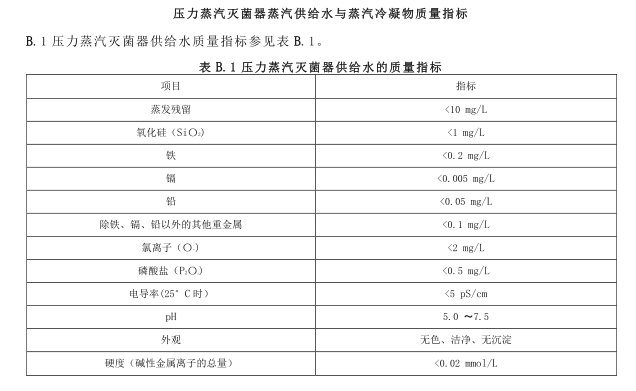 压力蒸汽灭菌器蒸汽供给水与蒸汽冷凝物质量指标
B.1 压力蒸汽灭菌器供给水质量指标参见表 B.1。
表 B.1 压力蒸汽灭菌器供给水的质量指标
项目 指标
蒸发残留 <10 mg/L
氧化硅（SiO₂) <1 mg/L
铁 <0.2 mg/L
镉 <0.005 mg/L
铅 <0.05 mg/L
除铁、镉、铅以外的其他重金属 <0.1 mg/L
氯离子（O-) <2 mg/L
磷酸盐（P₂O.) <0.5 mg/L
电导率(25°C时） <5 pS/cm
pH 5.0 ～7.5
外观 无色、洁净、无沉淀
硬度（碱性金属离子的总量） <0.02 mmol/L